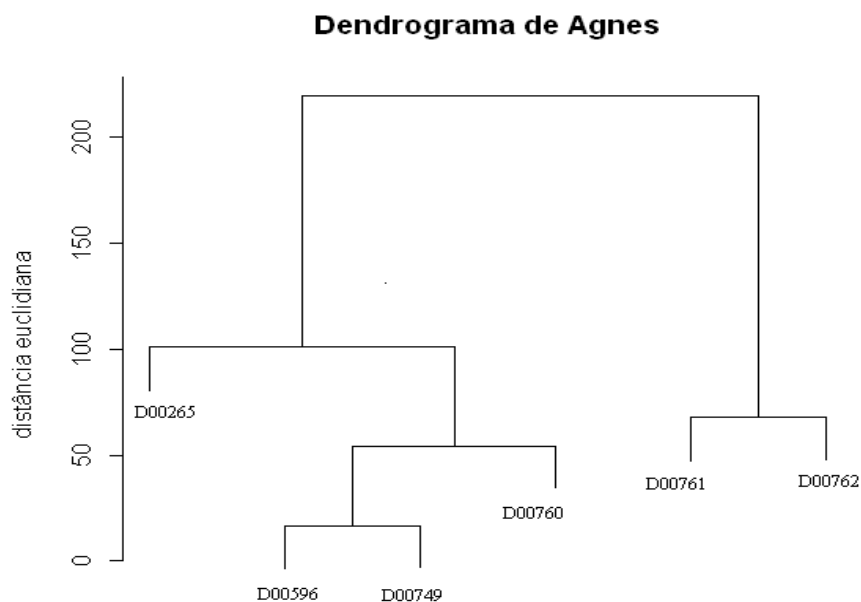 Dendrograma de Agnes
distância euclidiana
200
150
100
50
0
D00265
D00761
D00762
D00760
D00596
D00749